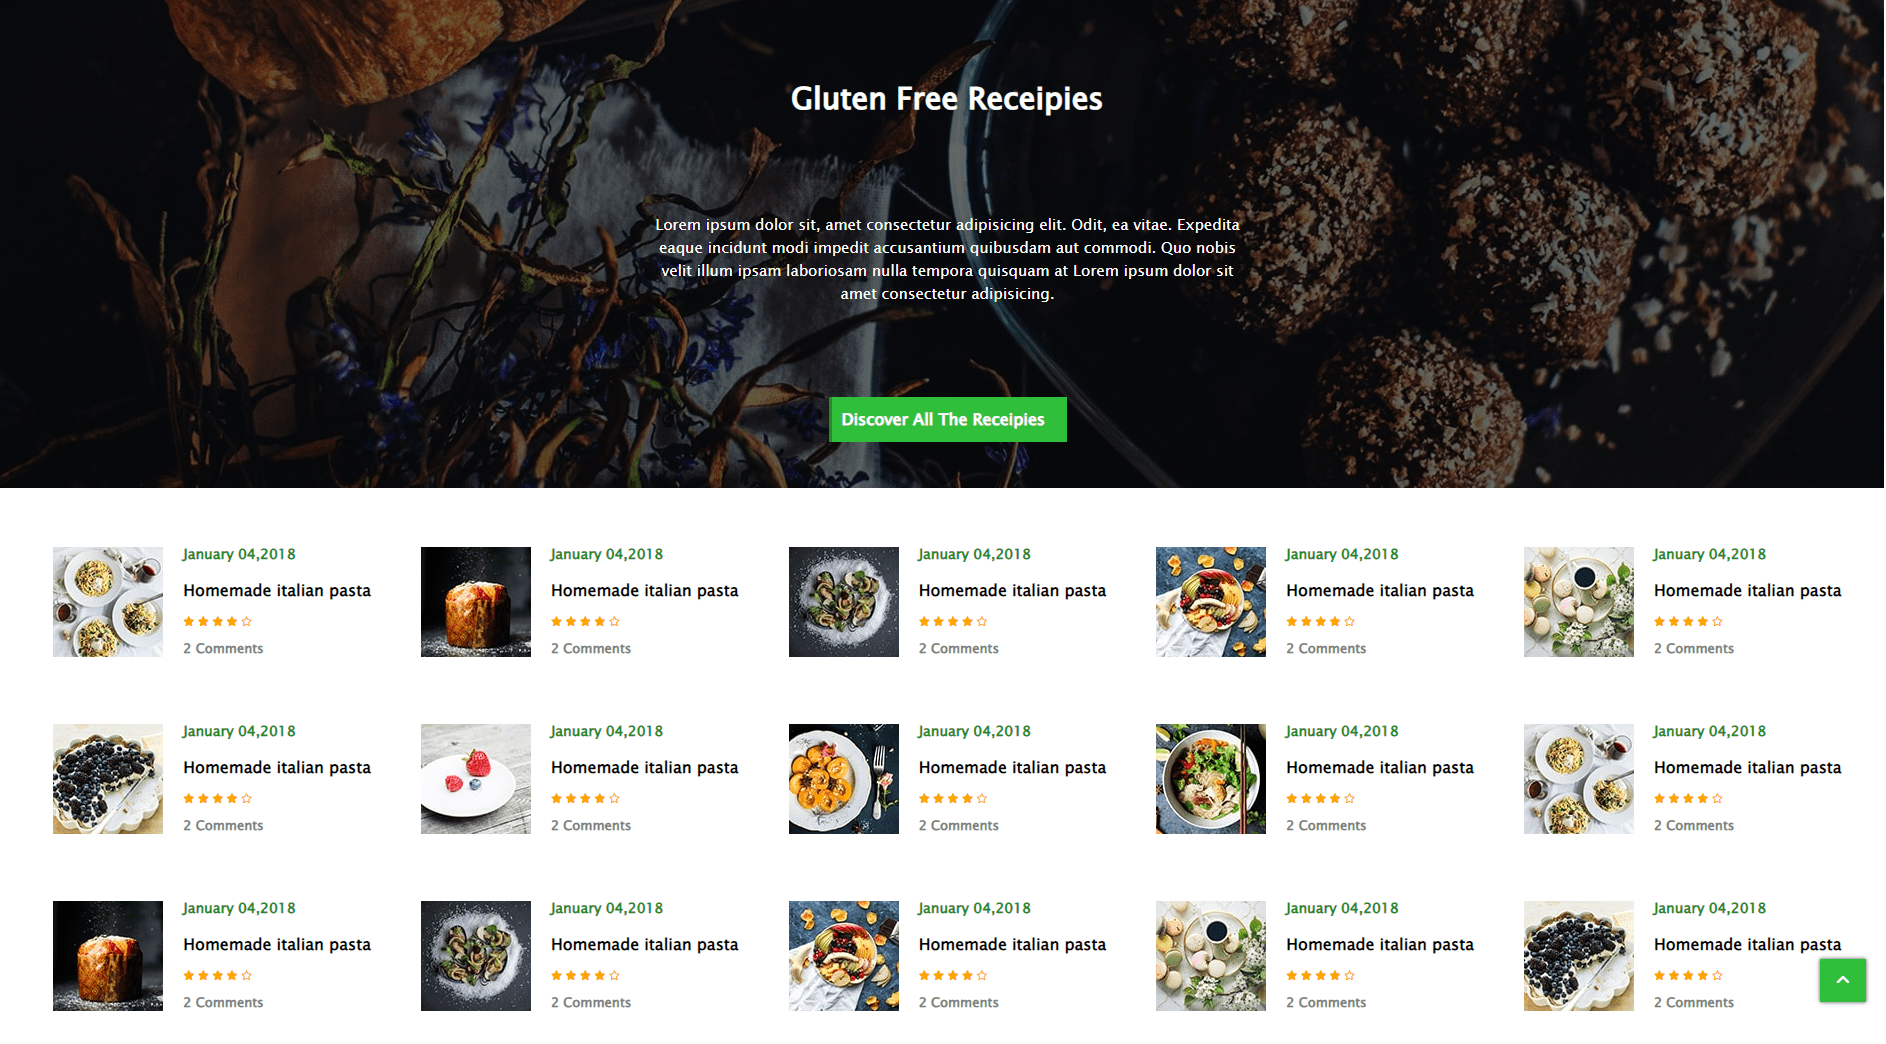 Gluten Free Receipies
Lorem ipsum dolor sit, amet consectetur adipisicing elit. Odit, ea vitae. Expedita
eaque incidunt modi impedit accusantium quibusdam aut commodi. Quo nobis
velit illum ipsam laboriosam nulla tempora quisquam at Lorem ipsum dolor sit
amet consectetur adipisicing.
Discover All The Receipies
January 04,2018
Homemade italian pasta
2 Comments
January 04,2018
Homemade italian pasta
2 Comments
January 04,2018
Homemade italian pasta
2 Comments
January 04,2018
Homemade italian pasta
2 Comments
January 04,2018
Homemade italian pasta
2 Comments
January 04,2018
Homemade italian pasta
2 Comments
January 04,2018
Homemade italian pasta
2 Comments
January 04,2018
Homemade italian pasta
2 Comments
January 04,2018
Homemade italian pasta
2 Comments
January 04,2018
Homemade italian pasta
2 Comments
January 04,2018
Homemade italian pasta
2 Comments
January 04,2018
Homemade italian pasta
2 Comments
January 04,2018
Homemade italian pasta
2 Comments
January 04,2018
Homemade italian pasta
2 Comments
January 04,2018
Homemade italian pasta
2 Comments